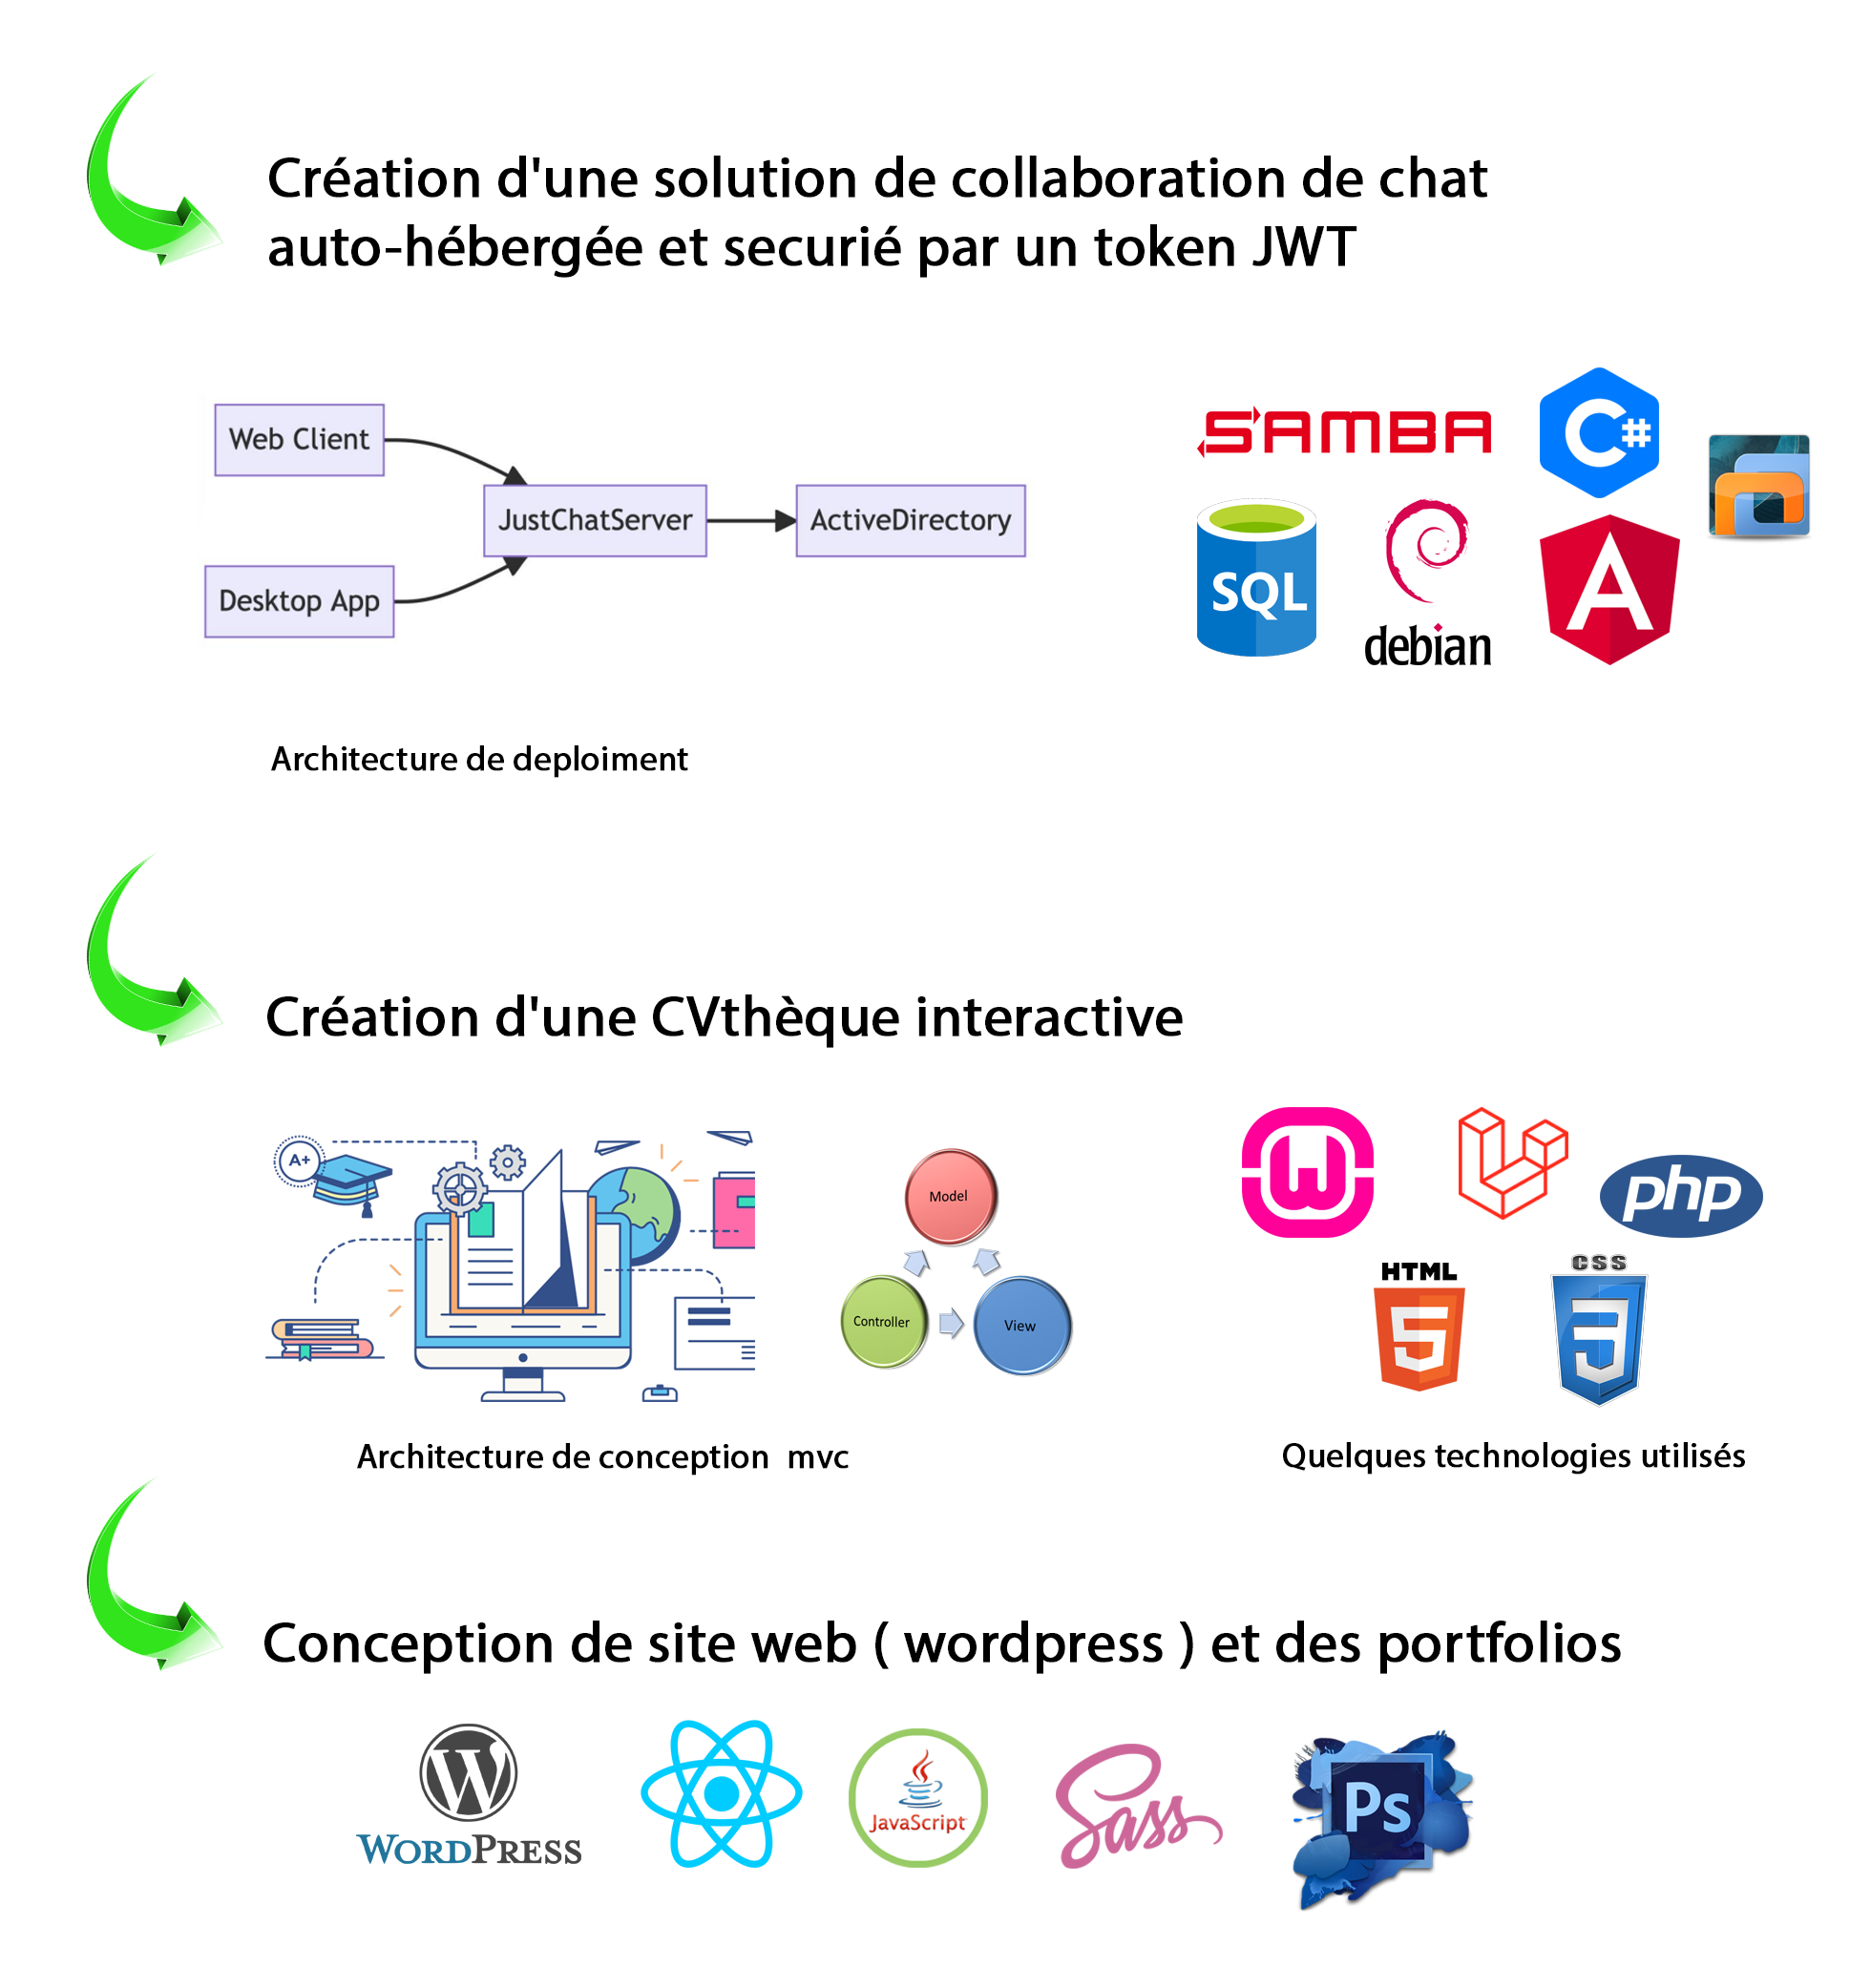 Création d'une solution de collaboration de chat
auto-hébergée et securié par un token JWT
Web Client
JustChatServer
ActiveDirectory
Desktop App
SAMBA
C#
SQL
debian
A
Architecture de deploiment
Création d'une CVthèque interactive
A+
Model
Controller
View
W
php
HTML
5
CSS
3
Architecture de conception  mvc
Quelques technologies utilisés
Conception de site web ( wordpress ) et des portfolios
W
WORDPRESS
JavaScript
Sass
Ps